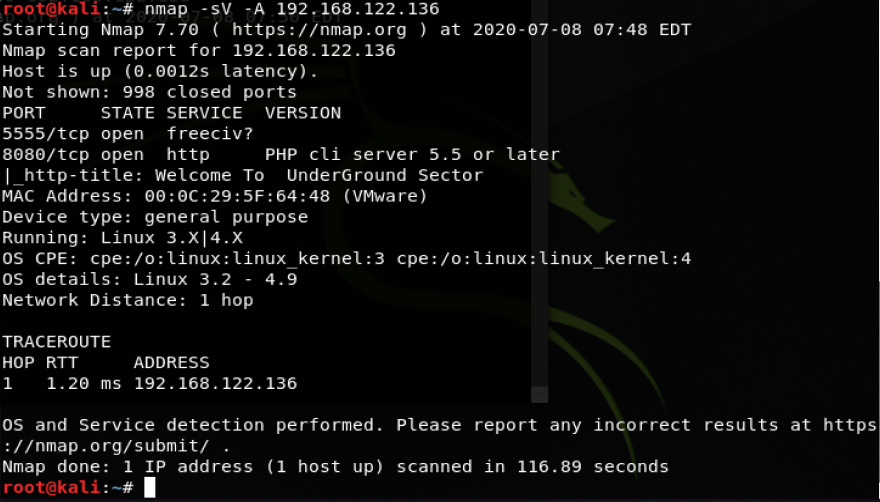 root@kali:~# nmap -sV -A 192.168.122.136
Starting Nmap 7.70 ( https://nmap.org ) at 2020-07-08 07:48 EDT
Nmap scan report for 192.168.122.136
Host is up (0.0012s latency).
Not shown: 998 closed ports
PORT     STATE SERVICE  VERSION
5555/tcp open  freeciv?
8080/tcp open  http     PHP cli server 5.5 or later
|_http-title: Welcome To  UnderGround Sector
MAC Address: 00:0C:29:5F:64:48 (VMware)
Device type: general purpose
Running: Linux 3.X|4.X
OS CPE: cpe:/o:linux:linux_kernel:3 cpe:/o:linux:linux_kernel:4
OS details: Linux 3.2 - 4.9
Network Distance: 1 hop
TRACEROUTE
HOP RTT     ADDRESS
1   1.20 ms 192.168.122.136
OS and Service detection performed. Please report any incorrect results at https
://nmap.org/submit/ .
Nmap done: 1 IP address (1 host up) scanned in 116.89 seconds
root@kali:~#